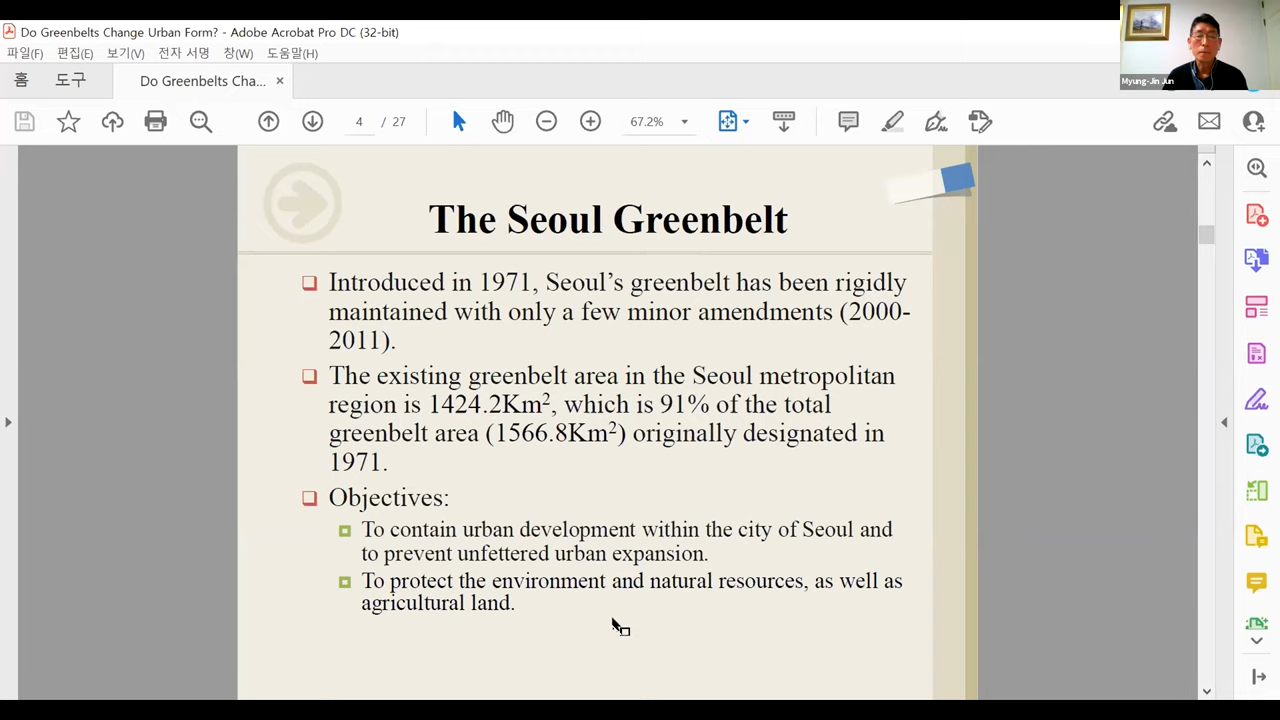 Do Greenbelts Change Urban Form? - Adobe Acrobat Pro DC (32-bit)
파일(F) 편집(E) 보기(V) 전자 서명 창(W) 도움말(H)
홈 도구 Do Greenbelts Cha... ×
4 / 27 67.2%
Myung-Jin Jun
The Seoul Greenbelt
Introduced in 1971, Seoul's greenbelt has been rigidly
maintained with only a few minor amendments (2000-
2011).
The existing greenbelt area in the Seoul metropolitan
region is 1424.2Km², which is 91% of the total
greenbelt area (1566.8Km²) originally designated in
1971.
Objectives:
To contain urban development within the city of Seoul and
to prevent unfettered urban expansion.
To protect the environment and natural resources, as well as
agricultural land.